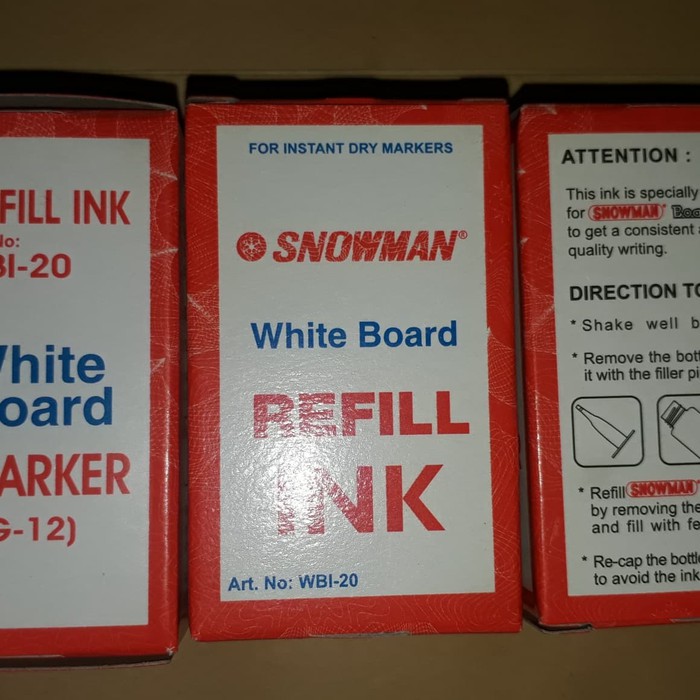 FILL INK
No:
BI-20
White
Board
ARKER
G-12)
FOR INSTANT DRY MARKERS
SNOWMAN®
White Board
REFILL
INK
Art. No: WBI-20
ATTENTION :
This ink is specially
for SNOWMAN®
to get a consistent
quality writing.
DIRECTION TO
* Shake well b
* Remove the bott
it with the filler pi
* Refill SNOWMAN®
by removing the
and fill with fe
* Re-cap the bottle
to avoid the ink